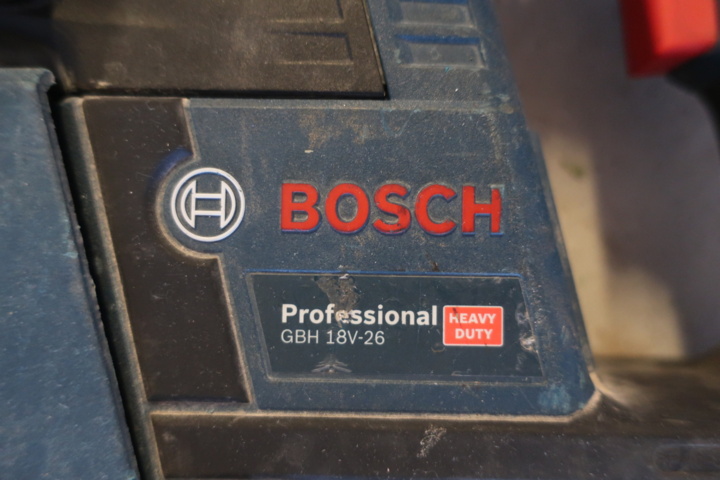 BOSCH
Professional
GBH 18V-26
HEAVY
DUTY